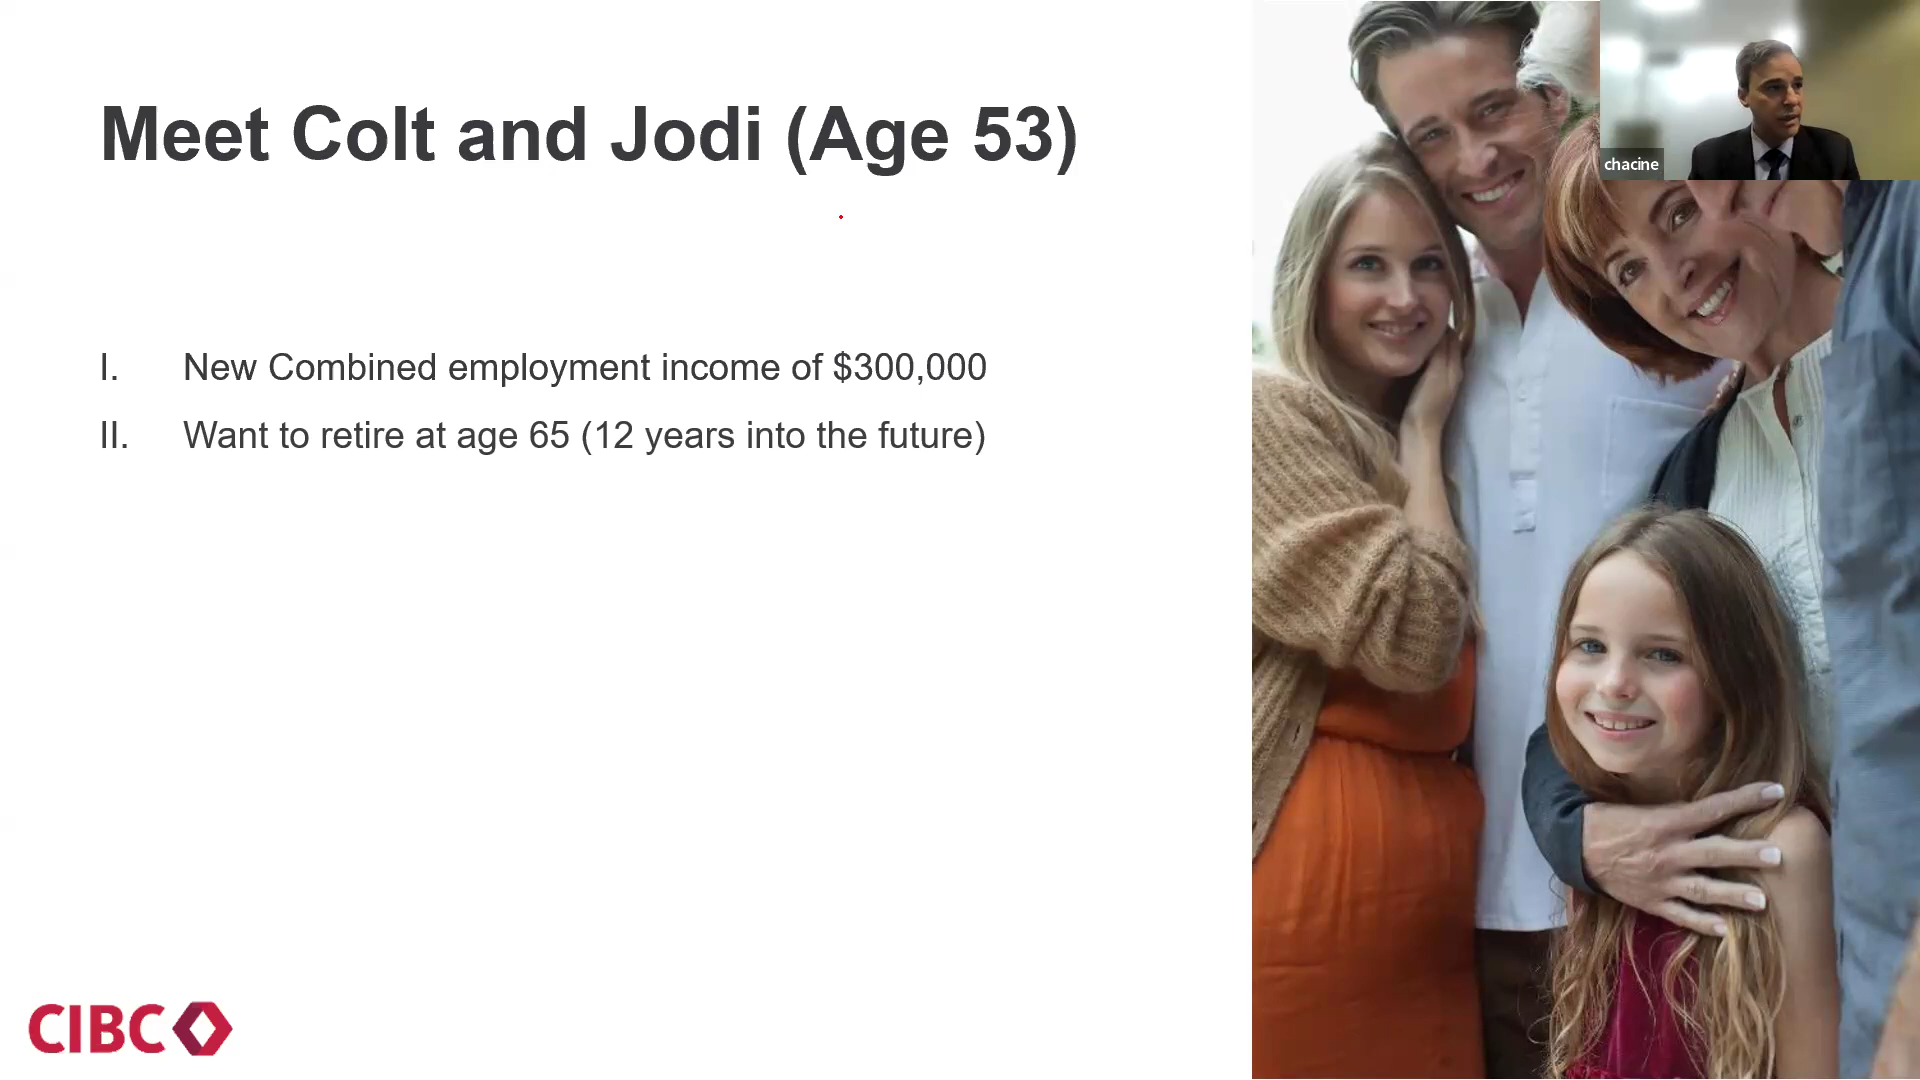 Meet Colt and Jodi (Age 53)
I. New Combined employment income of $300,000
II. Want to retire at age 65 (12 years into the future)
chacine
CIBC